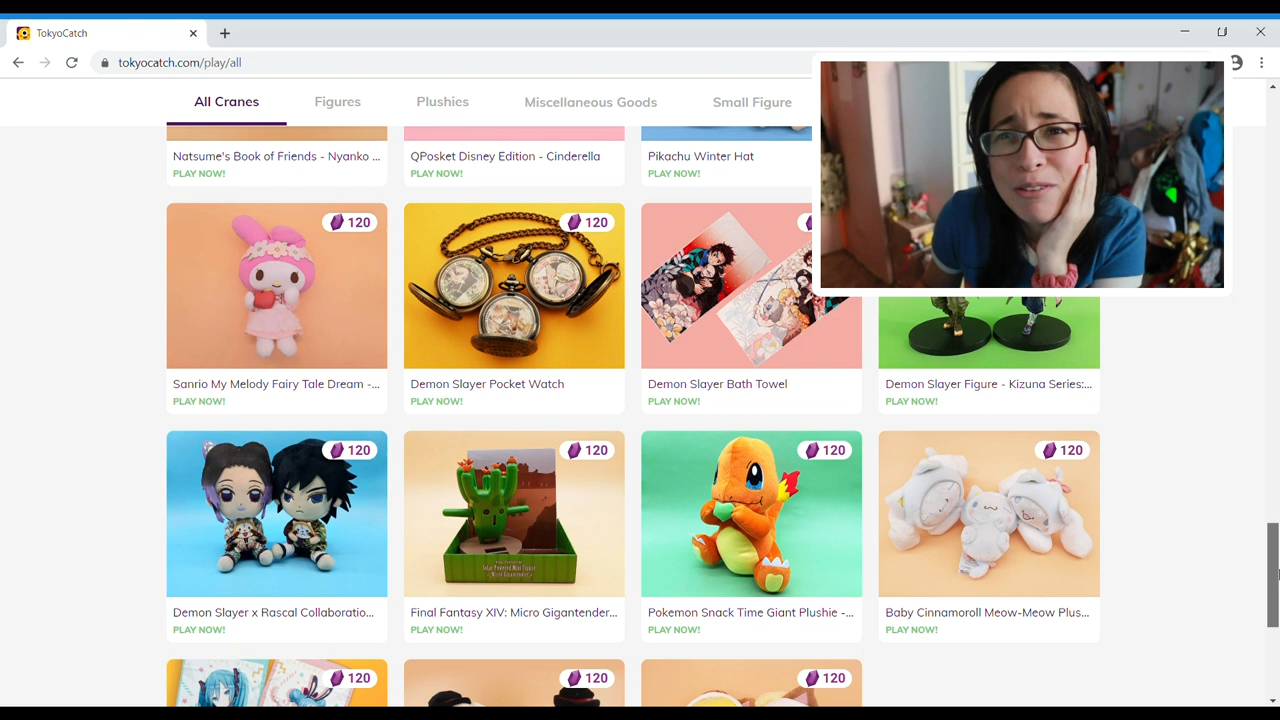 TokyoCatch
tokyocatch.com/play/all
All Cranes Figures Plushies Miscellaneous Goods Small Figure
Natsume's Book of Friends - Nyanko ... QPosket Disney Edition - Cinderella Pikachu Winter Hat
PLAY NOW! PLAY NOW! PLAY NOW!
120 120
Sanrio My Melody Fairy Tale Dream -... Demon Slayer Pocket Watch Demon Slayer Bath Towel Demon Slayer Figure - Kizuna Series:...
PLAY NOW! PLAY NOW! PLAY NOW! PLAY NOW!
120 120 120 120
Solar Powered Mini Figure
Demon Slayer x Rascal Collaboratio... Final Fantasy XIV: Micro Gigantender... Pokemon Snack Time Giant Plushie -... Baby Cinnamoroll Meow-Meow Plus...
PLAY NOW! PLAY NOW! PLAY NOW! PLAY NOW!
120 120 120